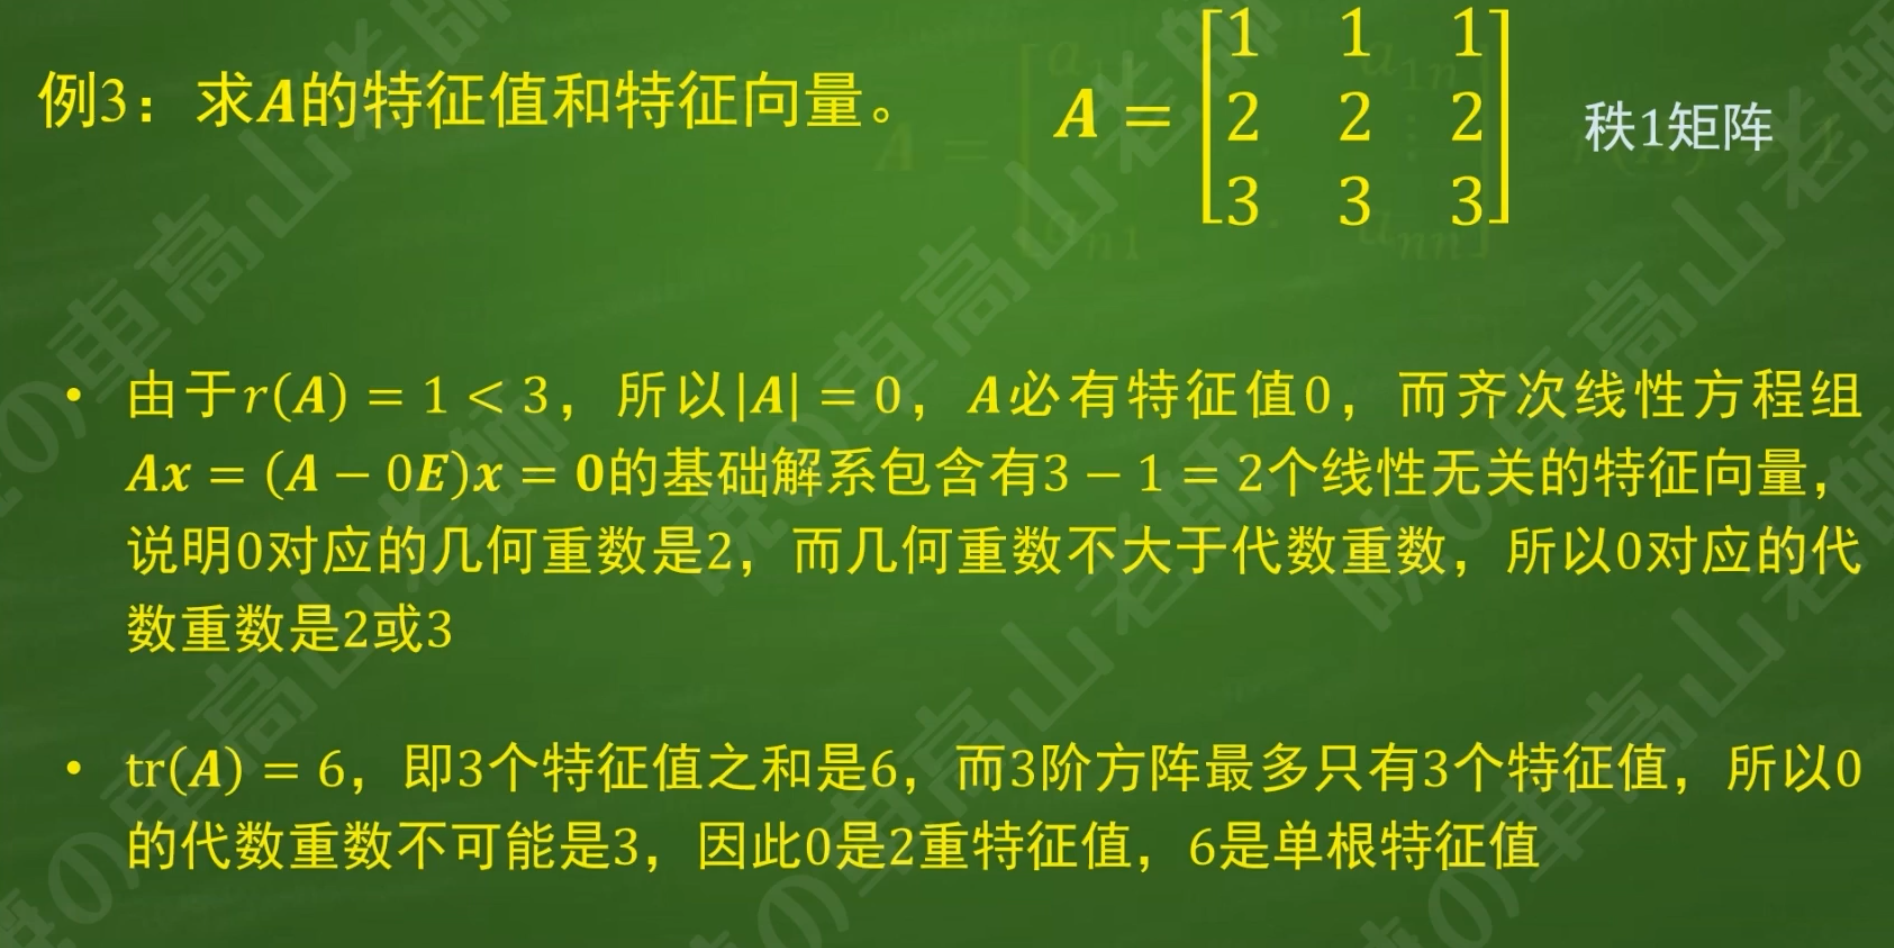 例3：求A的特征值和特征向量。
A = [1 1 1
2 2 2
3 3 3]
秩1矩阵
• 由于r(A) = 1 < 3，所以|A| = 0，A必有特征值0，而齐次线性方程组
Ax = (A − 0E)x = 0的基础解系包含有3 − 1 = 2个线性无关的特征向量，
说明0对应的几何重数是2，而几何重数不大于代数重数，所以0对应的代
数重数是2或3
• tr(A) = 6，即3个特征值之和是6，而3阶方阵最多只有3个特征值，所以0
的代数重数不可能是3，因此0是2重特征值，6是单根特征值